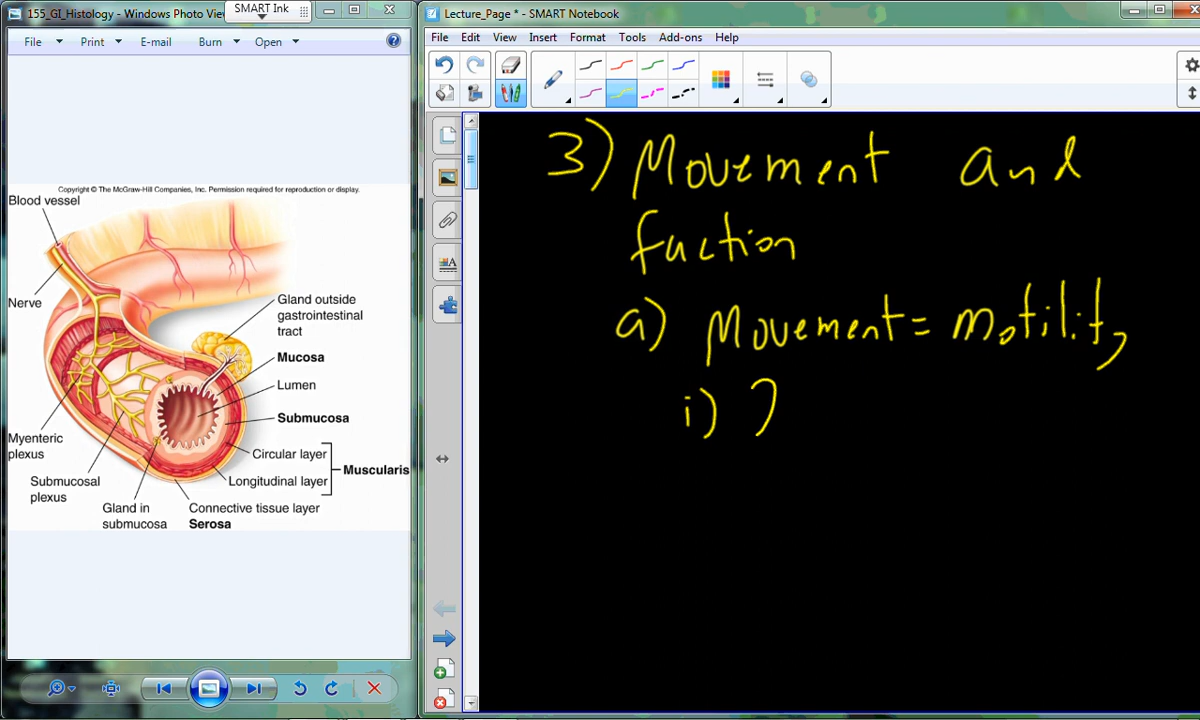 155_GI_Histology - Windows Photo View
SMART Ink
File Print E-mail Burn Open
Copyright © The McGraw-Hill Companies, Inc. Permission required for reproduction or display.
Blood vessel
Nerve
Gland outside
gastrointestinal
tract
Mucosa
Lumen
Submucosa
Circular layer
Muscularis
Longitudinal layer
Myenteric
plexus
Submucosal
plexus
Gland in
submucosa
Connective tissue layer
Serosa
Lecture_Page * - SMART Notebook
File Edit View Insert Format Tools Add-ons Help
3) Movement and
faction
a) Movement = motility
i)